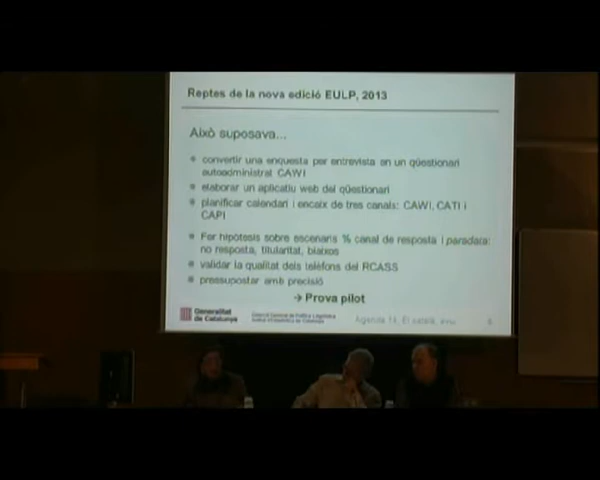 Reptes de la nova edició EULP, 2013
Això suposava...
convertir una enquesta per entrevista en un qüestionari
autoadministrat CAWI
elaborar un aplicatiu web del qüestionari
planificar calendari i encaix de tres canals: CAWI, CATI i
CAPI
Fer hipòtesis sobre escenaris % canal de resposta i paradata:
no resposta, titularitat, biaixos
validar la qualitat dels telèfons del RCASS
pressupostar amb precisió
→ Prova pilot
Generalitat
de Catalunya